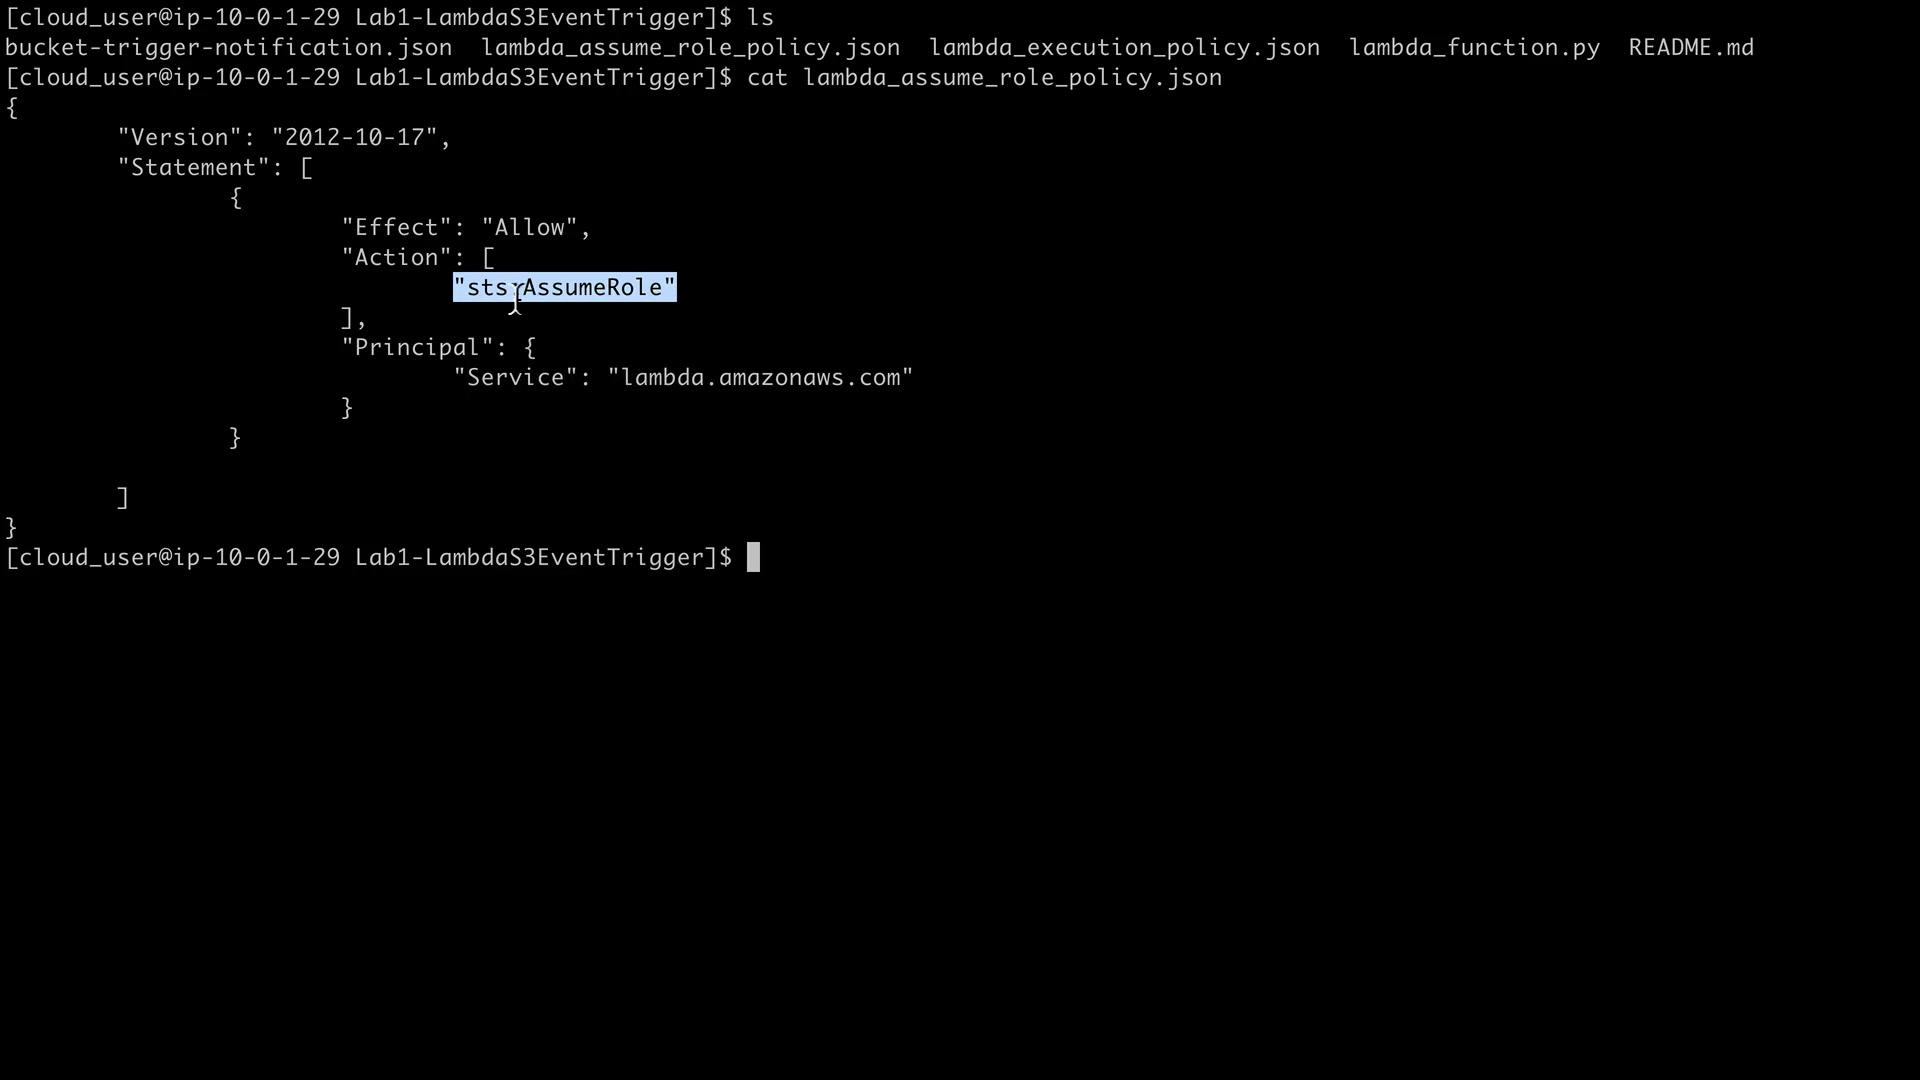 [cloud_user@ip-10-0-1-29 Lab1-LambdaS3EventTrigger]$ ls
bucket-trigger-notification.json  lambda_assume_role_policy.json  lambda_execution_policy.json  lambda_function.py  README.md
[cloud_user@ip-10-0-1-29 Lab1-LambdaS3EventTrigger]$ cat lambda_assume_role_policy.json
{
        "Version": "2012-10-17",
        "Statement": [
                {
                        "Effect": "Allow",
                        "Action": [
                                "sts:AssumeRole"
                        ],
                        "Principal": {
                                "Service": "lambda.amazonaws.com"
                        }
                }

        ]
}
[cloud_user@ip-10-0-1-29 Lab1-LambdaS3EventTrigger]$